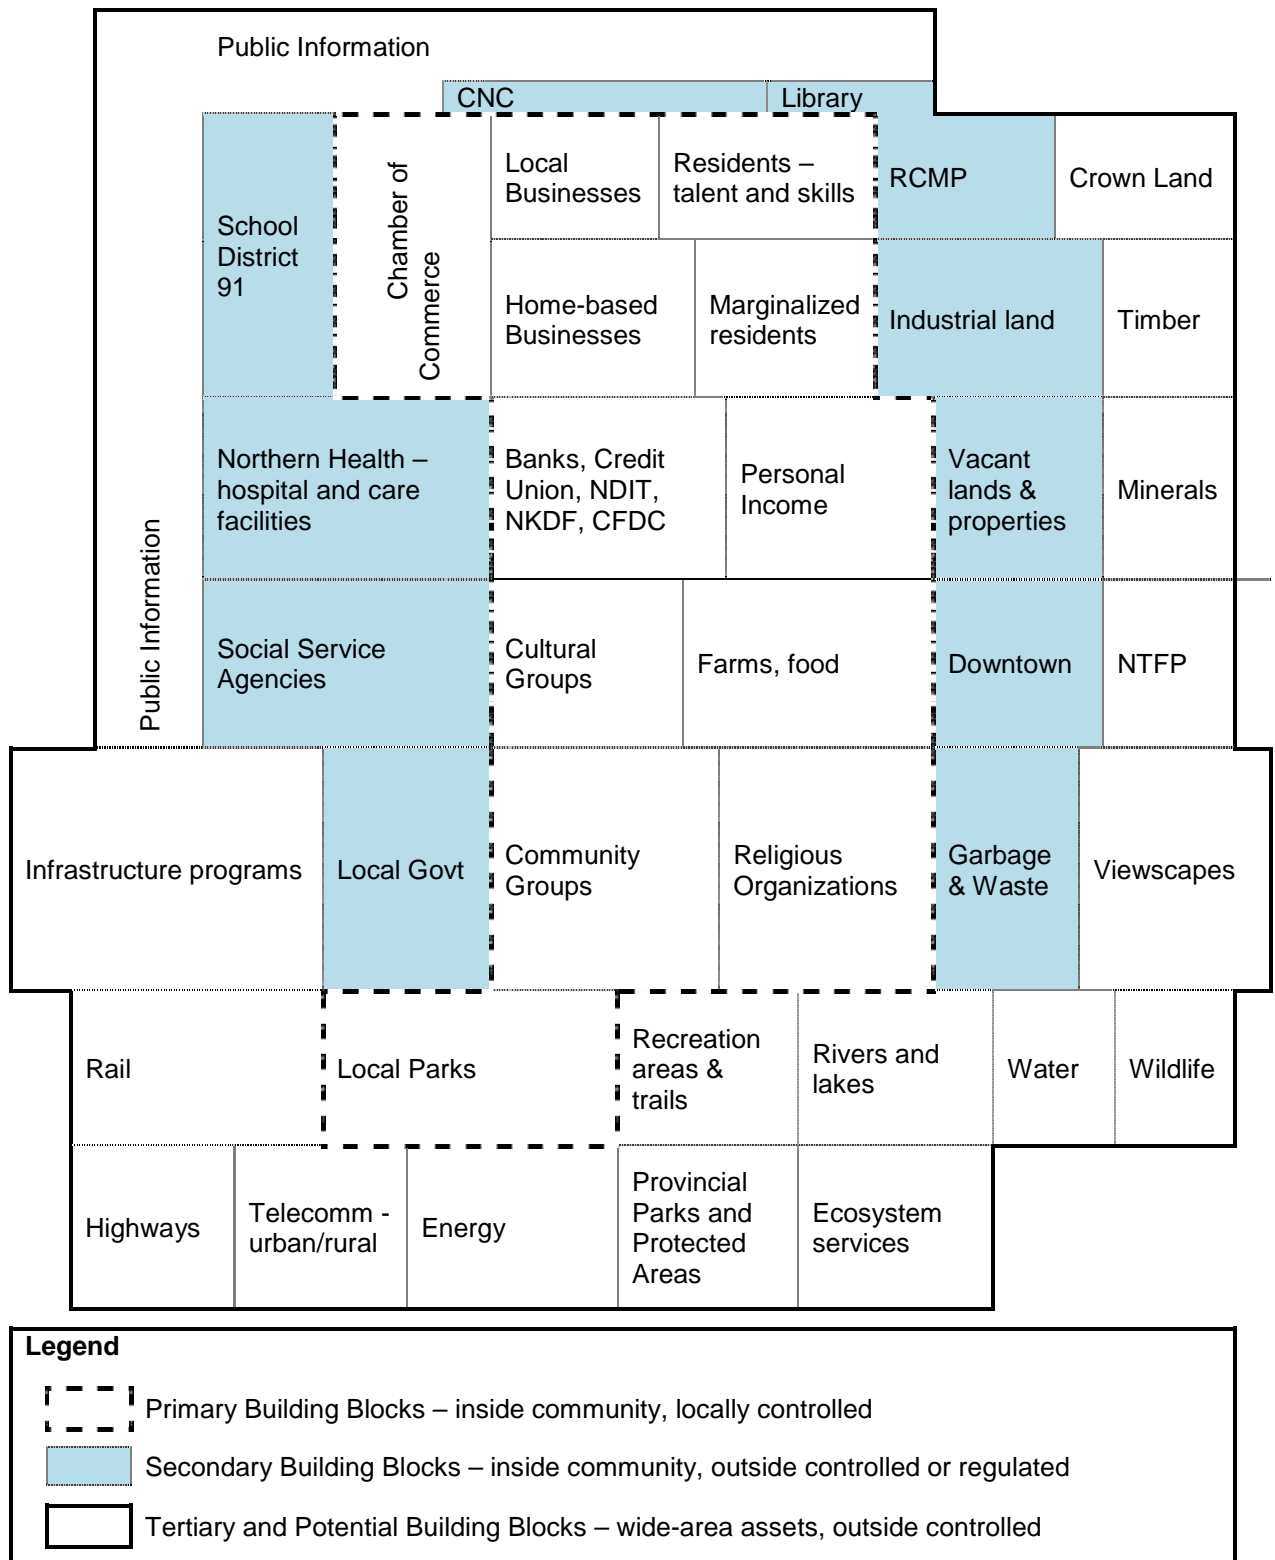 Public Information
CNC
Library
School
District
91
Chamber of
Commerce
Local
Businesses
Residents –
talent and skills
RCMP
Crown Land
Home-based
Businesses
Marginalized
residents
Industrial land
Timber
Public Information
Northern Health –
hospital and care
facilities
Banks, Credit
Union, NDIT,
NKDF, CFDC
Personal
Income
Vacant
lands &
properties
Minerals
Social Service
Agencies
Cultural
Groups
Farms, food
Downtown
NTFP
Infrastructure programs
Local Govt
Community
Groups
Religious
Organizations
Garbage
& Waste
Viewscapes
Rail
Local Parks
Recreation
areas &
trails
Rivers and
lakes
Water
Wildlife
Highways
Telecomm -
urban/rural
Energy
Provincial
Parks and
Protected
Areas
Ecosystem
services
Legend
Primary Building Blocks – inside community, locally controlled
Secondary Building Blocks – inside community, outside controlled or regulated
Tertiary and Potential Building Blocks – wide-area assets, outside controlled